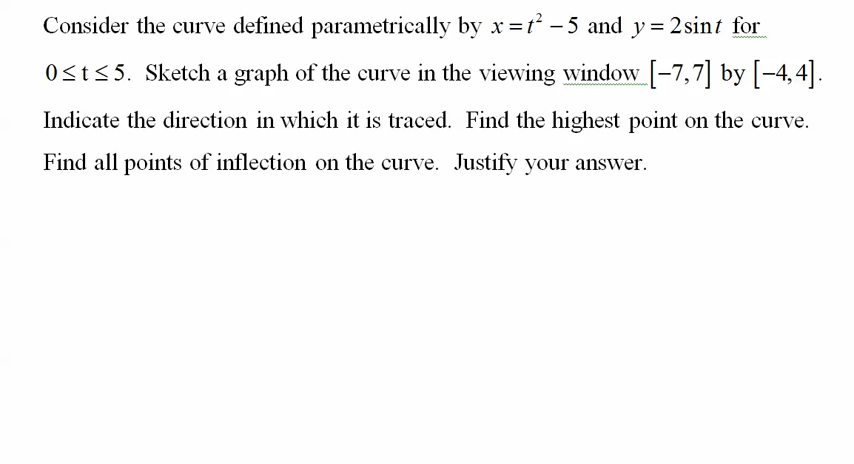 Consider the curve defined parametrically by x = t² − 5 and y = 2 sin t for
0 ≤ t ≤ 5. Sketch a graph of the curve in the viewing window [−7, 7] by [−4, 4].
Indicate the direction in which it is traced. Find the highest point on the curve.
Find all points of inflection on the curve. Justify your answer.